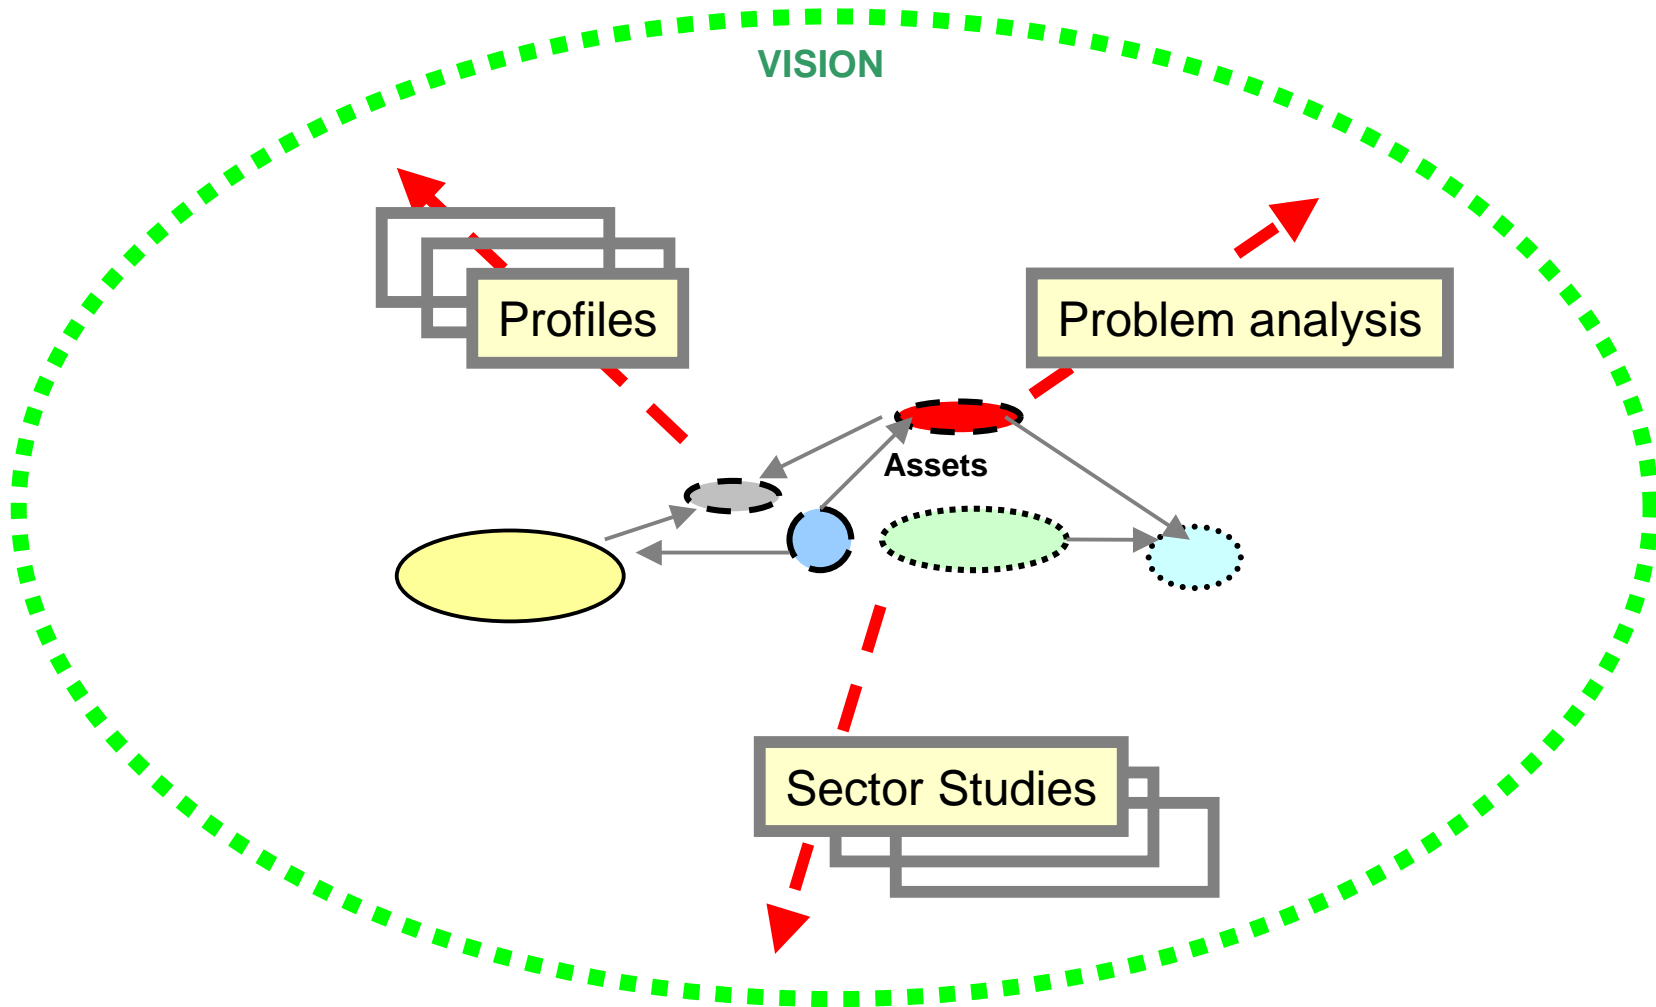 VISION
Profiles
Problem analysis
Assets
Sector Studies